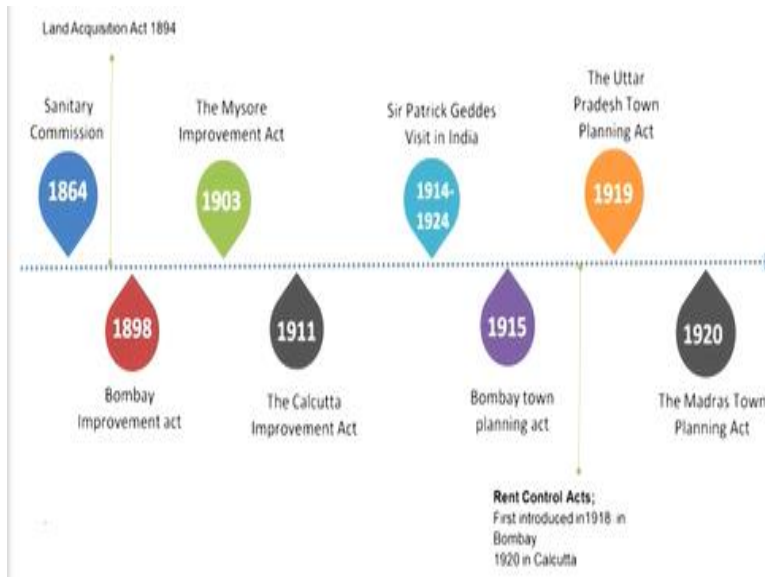 Land Acquisition Act 1894
Sanitary
Commission
1864
The Mysore
Improvement Act
1903
Sir Patrick Geddes
Visit in India
1914-
1924
The Uttar
Pradesh Town
Planning Act
1919
1898
Bombay
Improvement act
1911
The Calcutta
Improvement Act
1915
Bombay town
planning act
1920
The Madras Town
Planning Act
Rent Control Acts;
First introduced in1918 in
Bombay
1920 in Calcutta